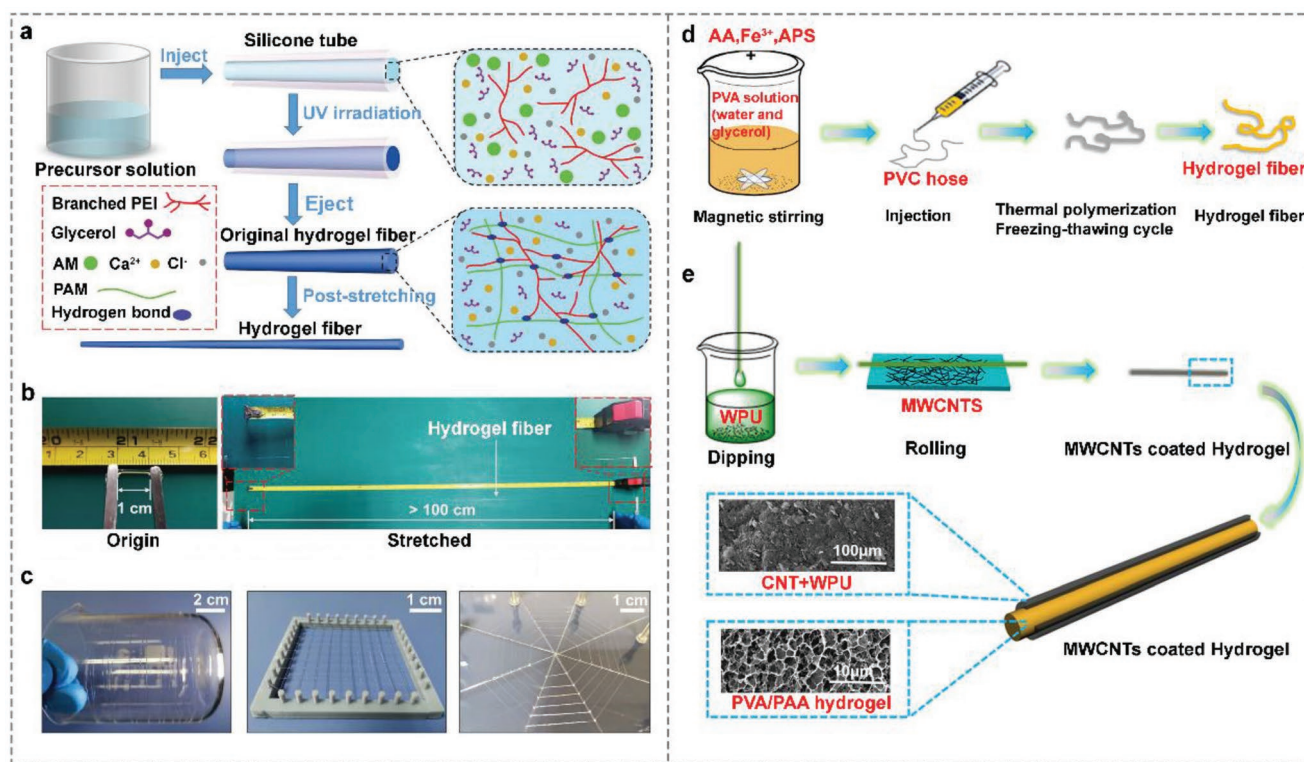 a
Silicone tube
Inject
UV irradiation
Precursor solution
Eject
Branched PEI
Original hydrogel fiber
Glycerol
AM Ca²⁺ Cl⁻
PAM
Post-stretching
Hydrogen bond
Hydrogel fiber
b
1 cm
Hydrogel fiber
> 100 cm
Origin
Stretched
c
2 cm
1 cm
1 cm
d
AA,Fe³⁺,APS
+
PVA solution
(water and
glycerol)
PVC hose
Hydrogel fiber
Magnetic stirring
Injection
Thermal polymerization
Freezing-thawing cycle
Hydrogel fiber
e
WPU
MWCNTS
Dipping
Rolling
MWCNTs coated Hydrogel
100μm
CNT+WPU
10μm
PVA/PAA hydrogel
MWCNTs coated Hydrogel